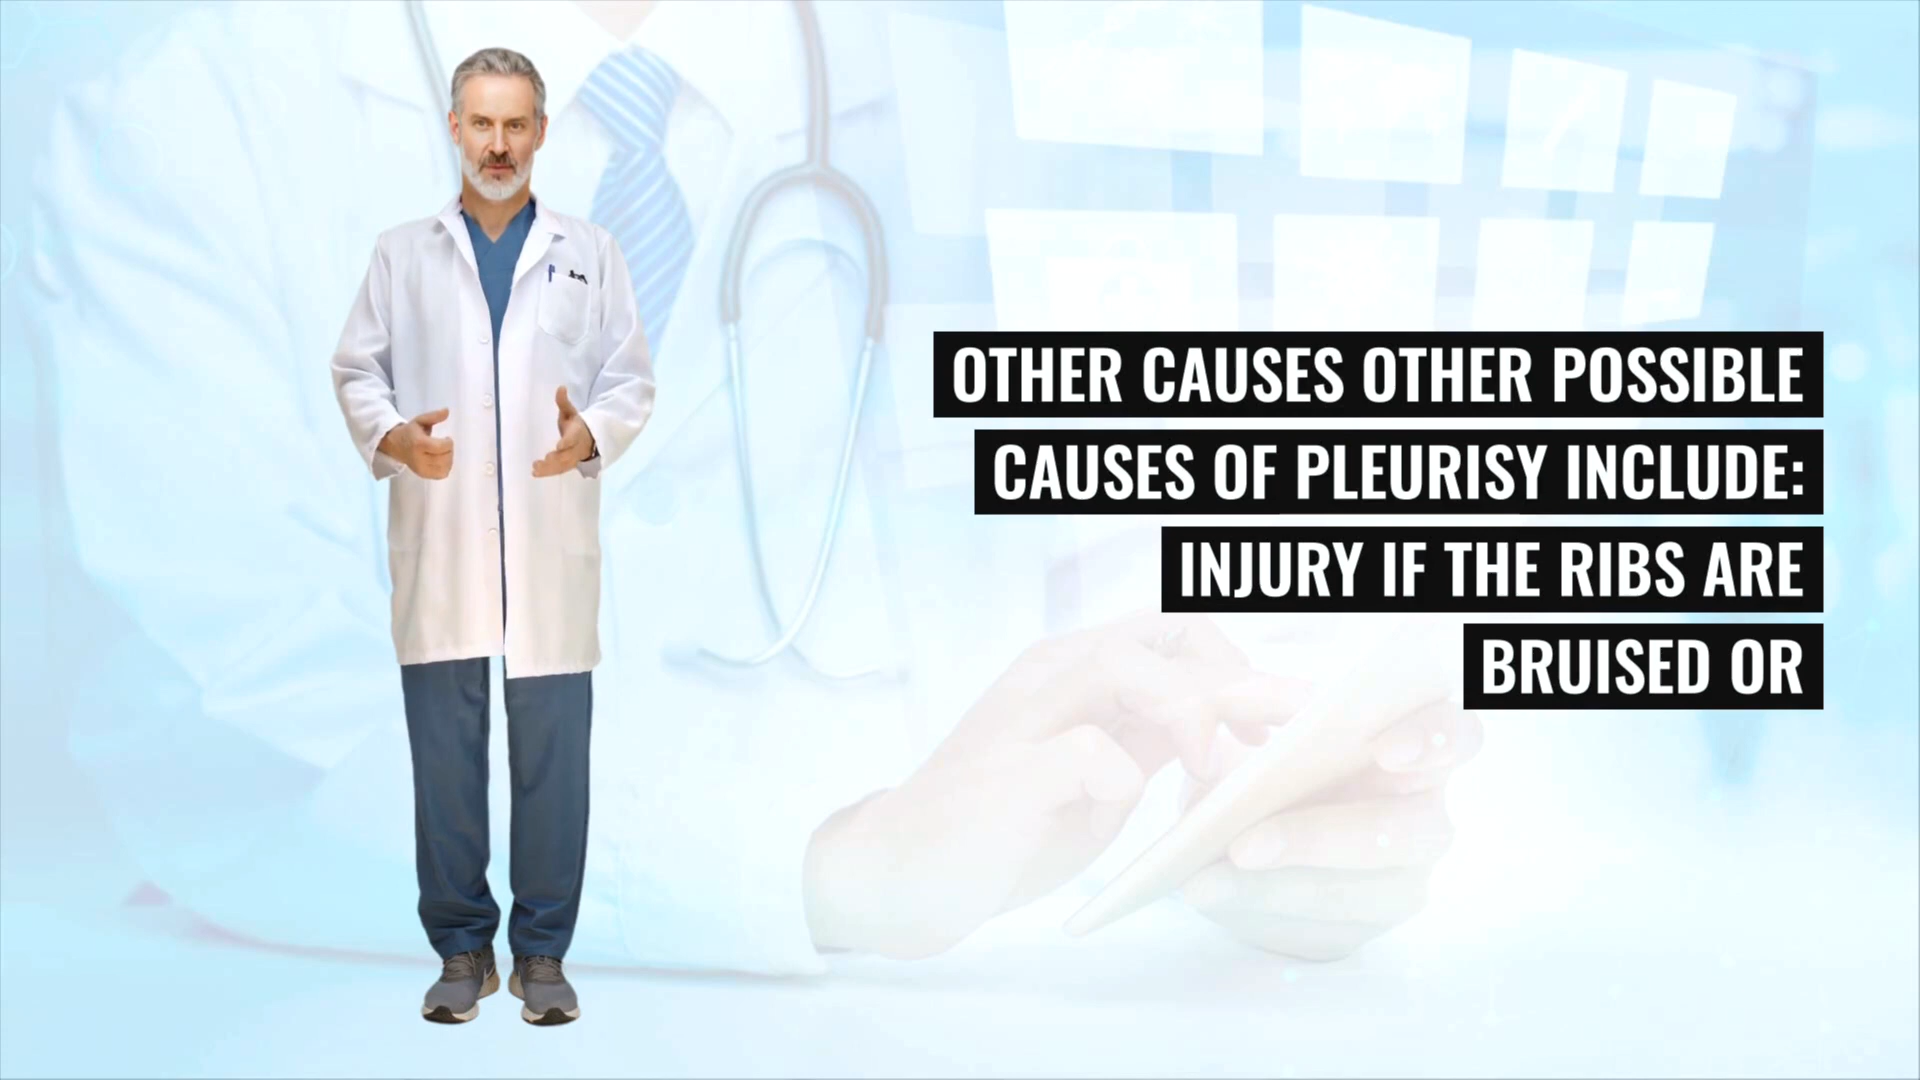 OTHER CAUSES OTHER POSSIBLE
CAUSES OF PLEURISY INCLUDE:
INJURY IF THE RIBS ARE
BRUISED OR